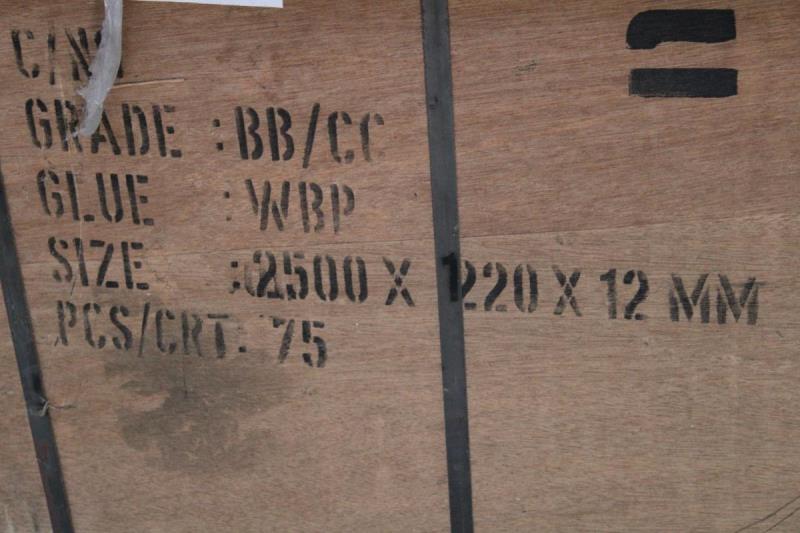 GRADE : BB/CC
GLUE : WBP
SIZE : 2500 X 1220 X 12 MM
PCS/CRT. 75